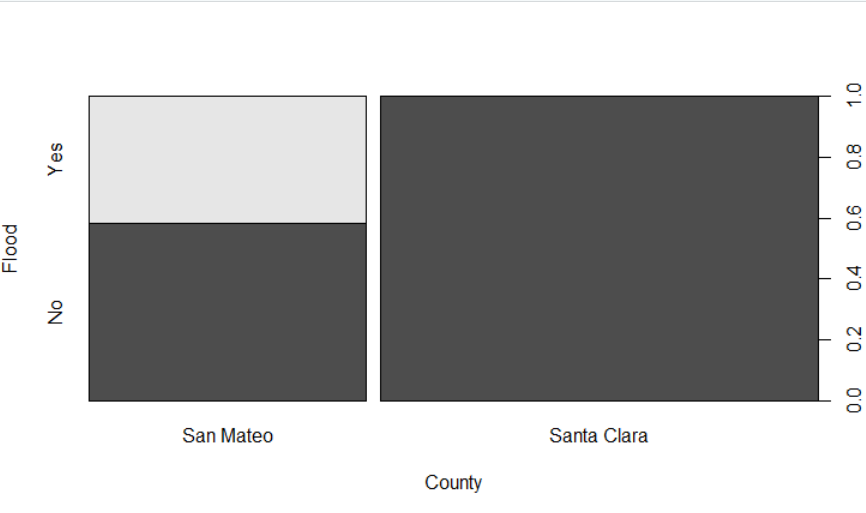 Flood
Yes
No
San Mateo
Santa Clara
County
0.0
0.2
0.4
0.6
0.8
1.0